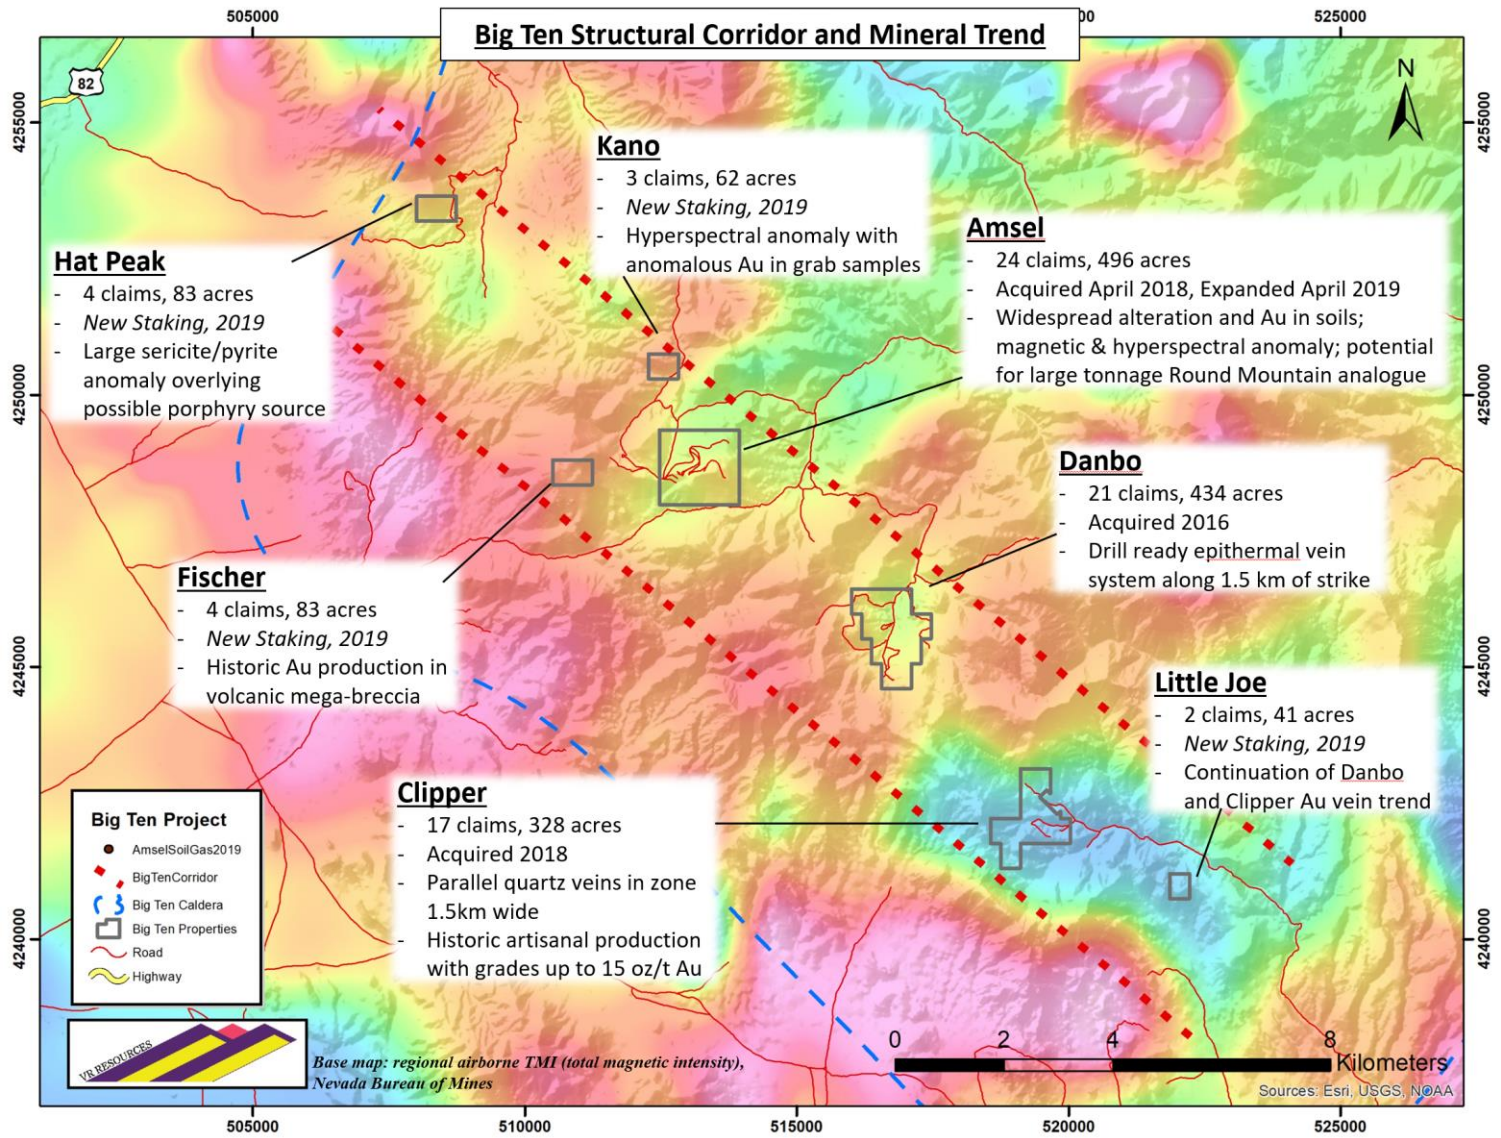 505000
Big Ten Structural Corridor and Mineral Trend
000
525000
N
82
4255000
4255000
Kano
- 3 claims, 62 acres
- New Staking, 2019
- Hyperspectral anomaly with
anomalous Au in grab samples
Amsel
- 24 claims, 496 acres
- Acquired April 2018, Expanded April 2019
- Widespread alteration and Au in soils;
magnetic & hyperspectral anomaly; potential
for large tonnage Round Mountain analogue
Hat Peak
- 4 claims, 83 acres
- New Staking, 2019
- Large sericite/pyrite
anomaly overlying
possible porphyry source
4250000
4250000
Danbo
- 21 claims, 434 acres
- Acquired 2016
- Drill ready epithermal vein
system along 1.5 km of strike
Fischer
- 4 claims, 83 acres
- New Staking, 2019
- Historic Au production in
volcanic mega-breccia
4245000
4245000
Little Joe
- 2 claims, 41 acres
- New Staking, 2019
- Continuation of Danbo
and Clipper Au vein trend
Clipper
- 17 claims, 328 acres
- Acquired 2018
- Parallel quartz veins in zone
1.5km wide
- Historic artisanal production
with grades up to 15 oz/t Au
Big Ten Project
AmselSoilGas2019
BigTenCorridor
Big Ten Caldera
Big Ten Properties
Road
Highway
4240000
4240000
VR RESOURCES
Base map: regional airborne TMI (total magnetic intensity),
Nevada Bureau of Mines
0 2 4 8
Kilometers
Sources: Esri, USGS, NOAA
505000 510000 515000 520000 525000